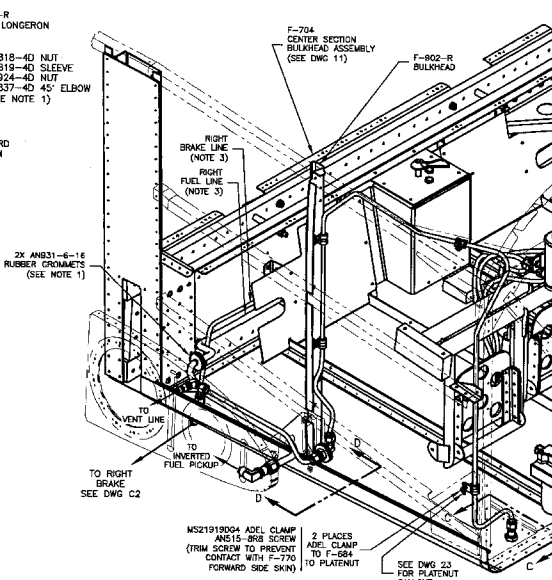 -R
LONGERON
318-4D NUT
819-4D SLEEVE
924-4D NUT
837-4D 45° ELBOW
E NOTE 1)
RD
N
F-704
CENTER SECTION
BULKHEAD ASSEMBLY
(SEE DWG 11)
F-902-R
BULKHEAD
RIGHT
BRAKE LINE
(NOTE 3)
RIGHT
FUEL LINE
(NOTE 3)
2X AN931-6-16
RUBBER GROMMETS
(SEE NOTE 1)
TO
VENT LINE
TO
INVERTED
FUEL PICKUP
TO RIGHT
BRAKE
SEE DWG C2
D
D
MS21919DG4 ADEL CLAMP
AN515-8R8 SCREW
(TRIM SCREW TO PREVENT
CONTACT WITH F-770
FORWARD SIDE SKIN)
2 PLACES
ADEL CLAMP
TO F-684
TO PLATENUT
SEE DWG 23
FOR PLATENUT
C